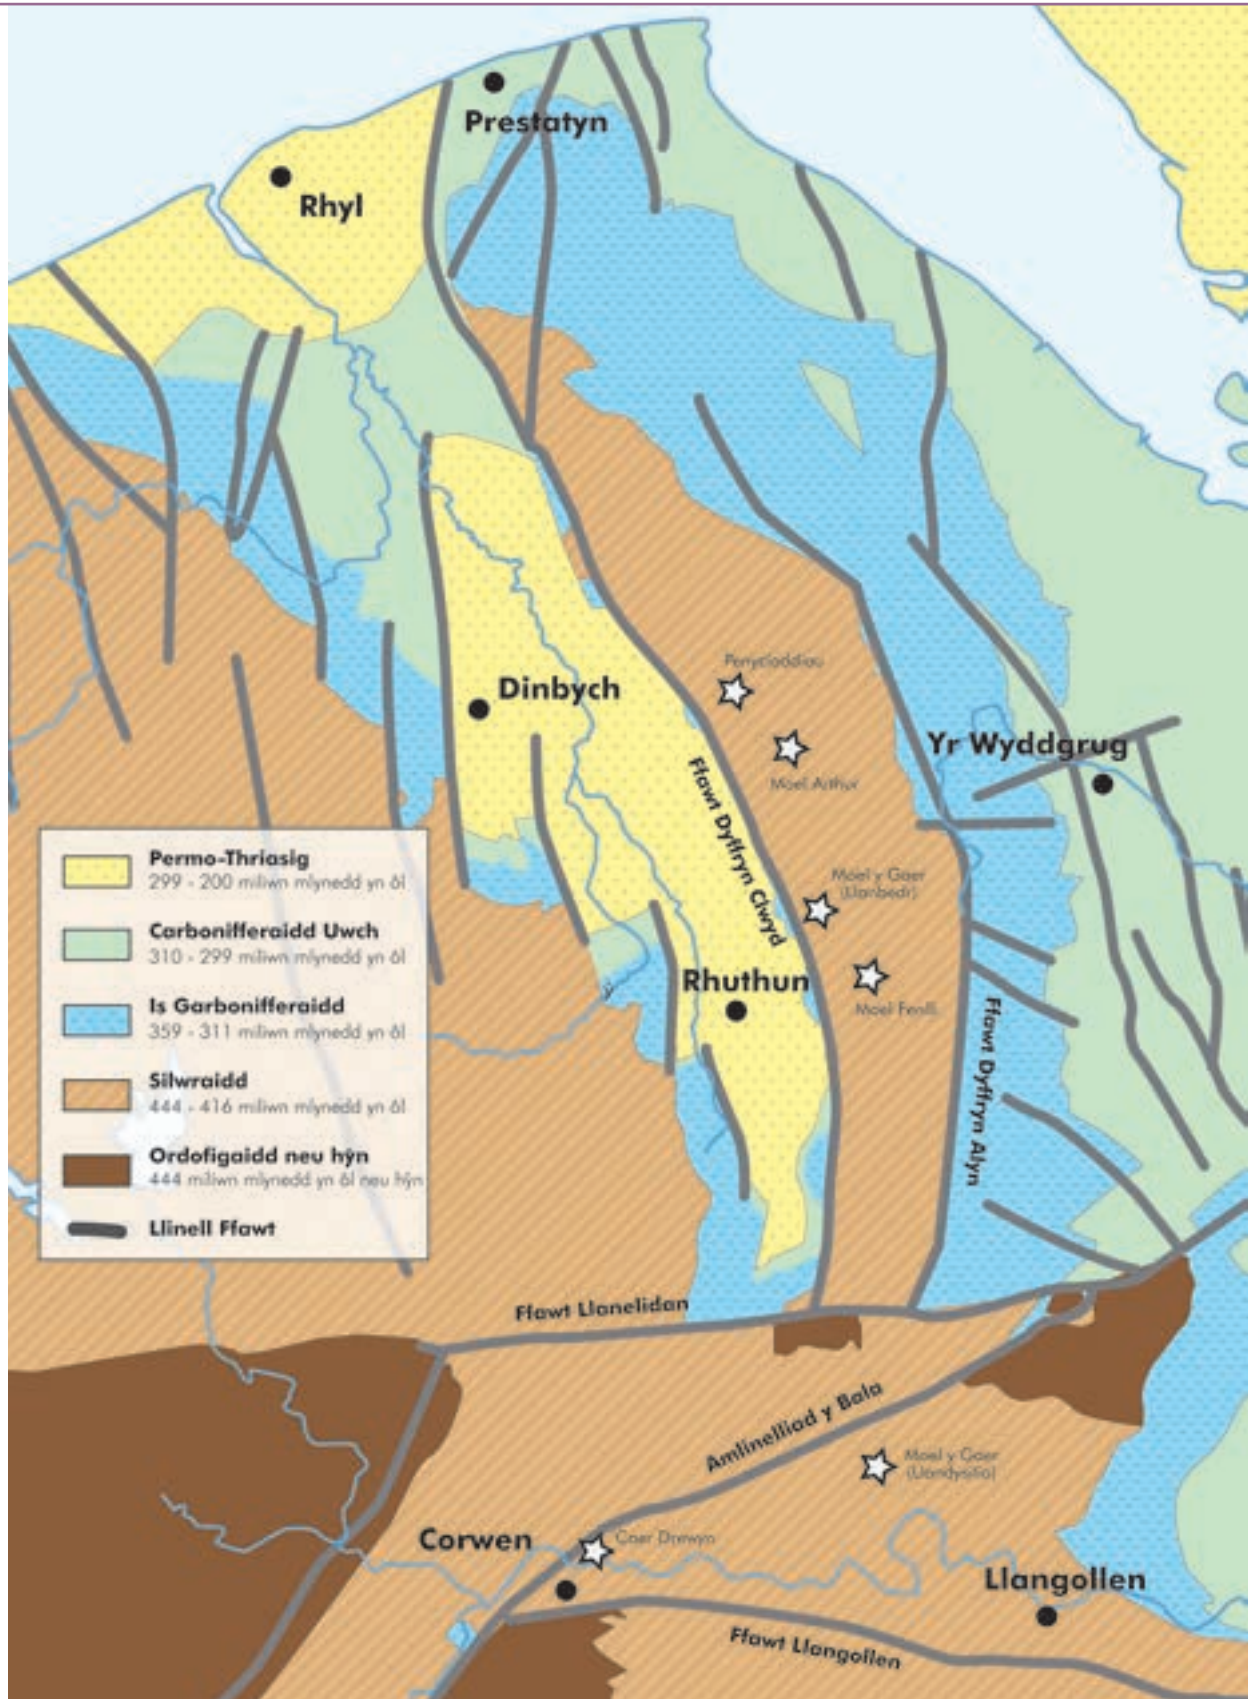 Prestatyn
Rhyl
Penycloddiau
Dinbych
Yr Wyddgrug
Moel Arthur
Ffawt Dyffryn Clwyd
Moel y Gaer
(Llanbedr)
Rhuthun
Moel Fenlli
Ffawt Dyffryn Alyn
Permo-Thriasig
299 - 200 miliwn mlynedd yn ôl
Carbonifferaidd Uwch
310 - 299 miliwn mlynedd yn ôl
Is Garbonifferaidd
359 - 311 miliwn mlynedd yn ôl
Silwraidd
444 - 416 miliwn mlynedd yn ôl
Ordofigaidd neu hŷn
444 miliwn mlynedd yn ôl neu hŷn
Llinell Ffawt
Ffawt Llanelidan
Amlinelliad y Bala
Moel y Gaer
(Llandysilio)
Corwen
Caer Drewyn
Llangollen
Ffawt Llangollen